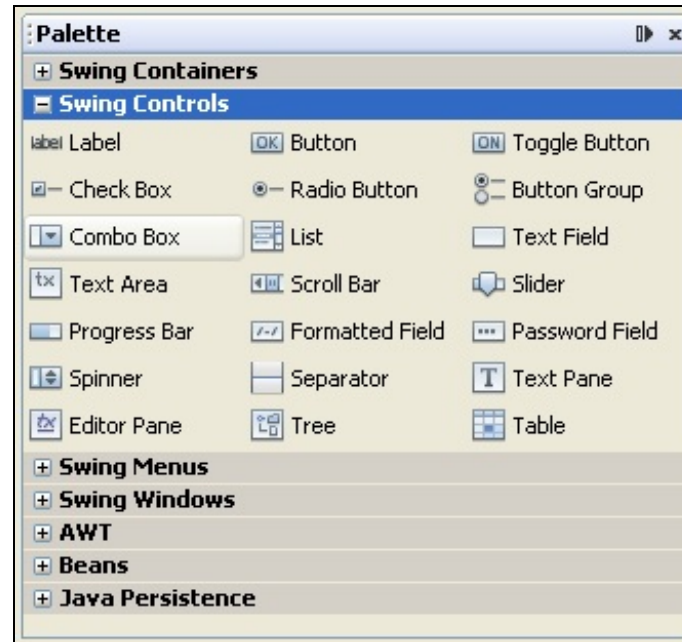 Palette
Swing Containers
Swing Controls
label Label OK Button ON Toggle Button
Check Box Radio Button Button Group
Combo Box List Text Field
tx Text Area Scroll Bar Slider
Progress Bar Formatted Field Password Field
Spinner Separator T Text Pane
tx Editor Pane Tree Table
Swing Menus
Swing Windows
AWT
Beans
Java Persistence